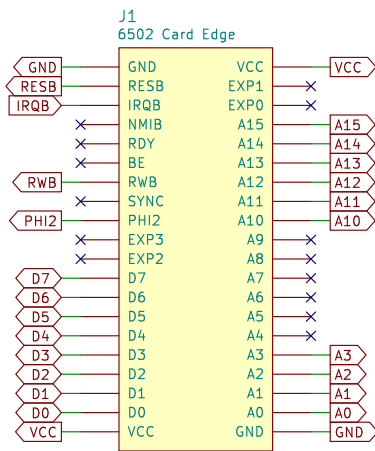 J1
6502 Card Edge
GND GND VCC VCC
RESB RESB EXP1
IRQB IRQB EXP0
NMIB A15 A15
RDY A14 A14
BE A13 A13
RWB RWB A12 A12
SYNC A11 A11
PHI2 PHI2 A10 A10
EXP3 A9
EXP2 A8
D7 D7 A7
D6 D6 A6
D5 D5 A5
D4 D4 A4
D3 D3 A3 A3
D2 D2 A2 A2
D1 D1 A1 A1
D0 D0 A0 A0
VCC VCC GND GND